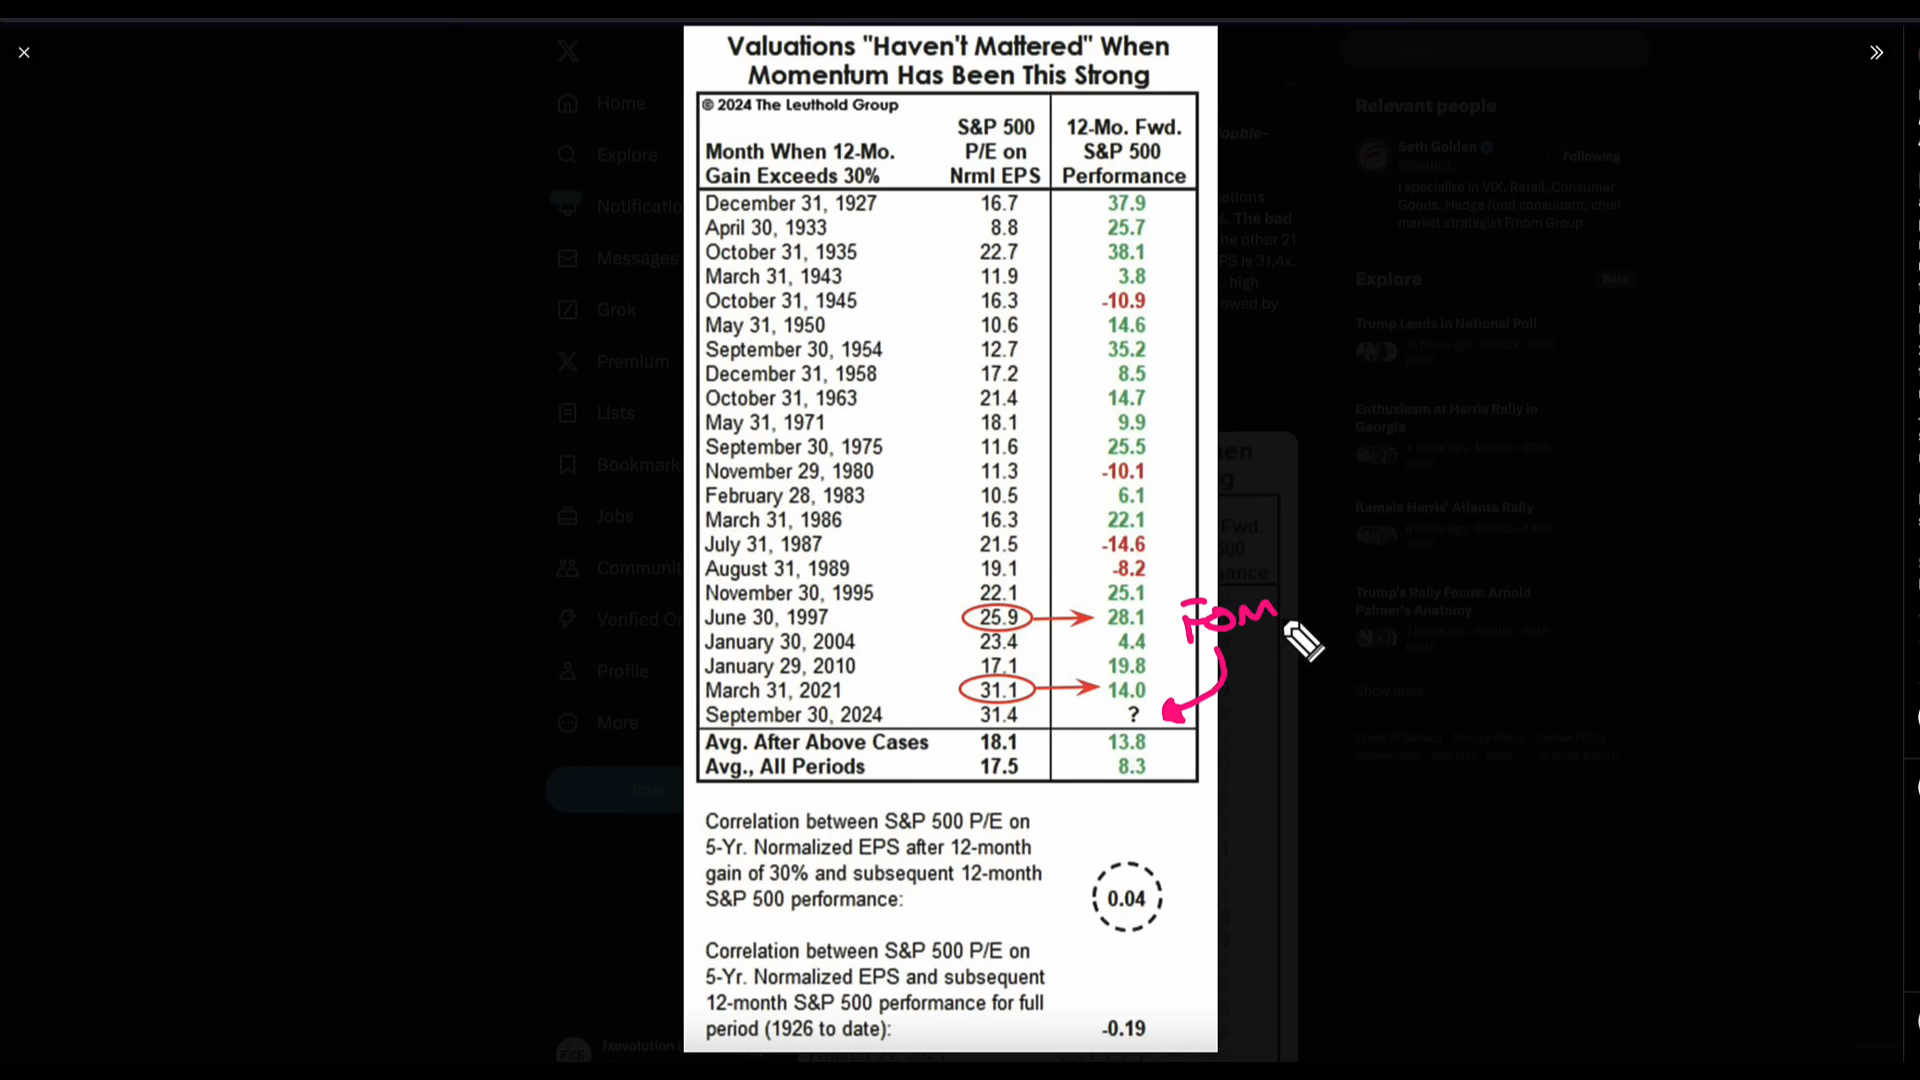 Valuations "Haven't Mattered" When
Momentum Has Been This Strong
© 2024 The Leuthold Group
Month When 12-Mo. Gain Exceeds 30% S&P 500 P/E on Nrml EPS 12-Mo. Fwd. S&P 500 Performance
December 31, 1927 16.7 37.9
April 30, 1933 8.8 25.7
October 31, 1935 22.7 38.1
March 31, 1943 11.9 3.8
October 31, 1945 16.3 -10.9
May 31, 1950 10.6 14.6
September 30, 1954 12.7 35.2
December 31, 1958 17.2 8.5
October 31, 1963 21.4 14.7
May 31, 1971 18.1 9.9
September 30, 1975 11.6 25.5
November 29, 1980 11.3 -10.1
February 28, 1983 10.5 6.1
March 31, 1986 16.3 22.1
July 31, 1987 21.5 -14.6
August 31, 1989 19.1 -8.2
November 30, 1995 22.1 25.1
June 30, 1997 25.9 28.1
January 30, 2004 23.4 4.4
January 29, 2010 17.1 19.8
March 31, 2021 31.1 14.0
September 30, 2024 31.4 ?
Avg. After Above Cases 18.1 13.8
Avg., All Periods 17.5 8.3
Fom
Correlation between S&P 500 P/E on
5-Yr. Normalized EPS after 12-month
gain of 30% and subsequent 12-month
S&P 500 performance: 0.04
Correlation between S&P 500 P/E on
5-Yr. Normalized EPS and subsequent
12-month S&P 500 performance for full
period (1926 to date): -0.19
Home
Explore
Notificatio
Messages
Grok
Premium
Lists
Bookmark
Jobs
Communit
Verified Or
Profile
More
Post
fxevolution
Relevant people
Seth Golden
Following
I specialize in VIX, Retail, Consumer
Goods. Hedge fund consultant, chief
market strategist Finom Group
Explore
Beta
Trump Leads in National Poll
Enthusiasm at Harris Rally in
Georgia
Kamala Harris' Atlanta Rally
Trump's Rally Focus: Arnold
Palmer's Anatomy
Show more